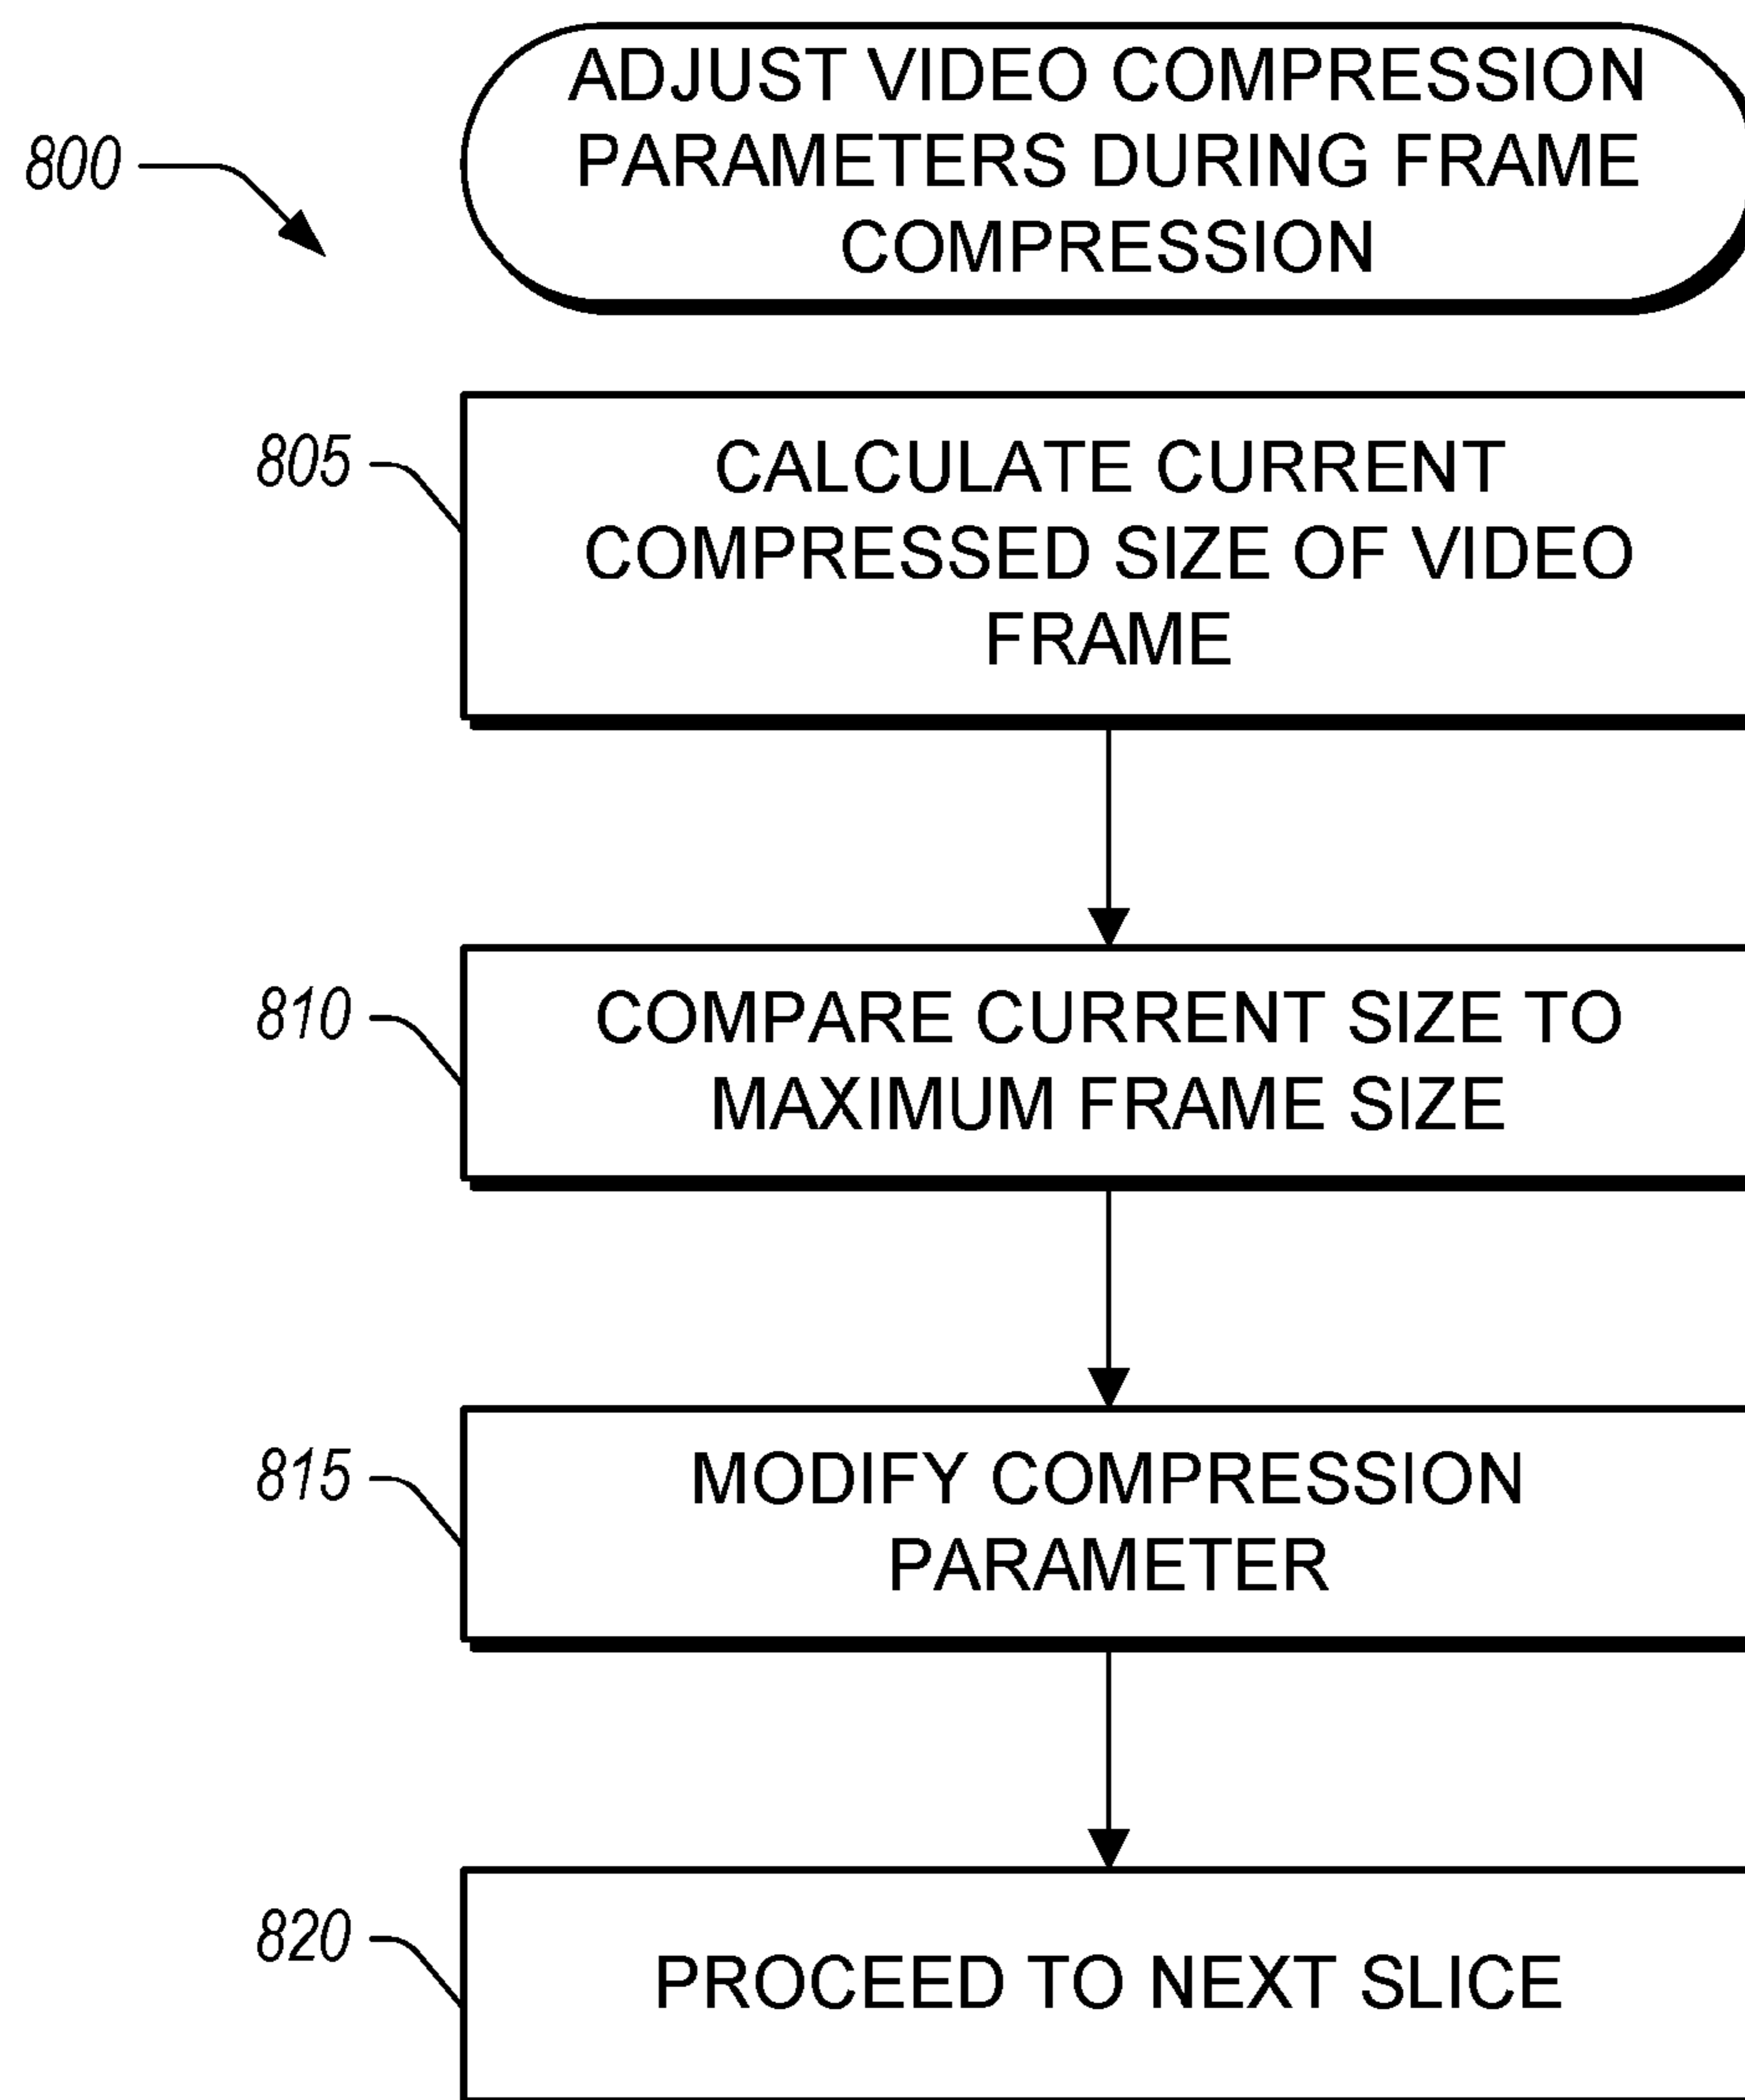 ADJUST VIDEO COMPRESSION
PARAMETERS DURING FRAME
COMPRESSION
800
805
CALCULATE CURRENT
COMPRESSED SIZE OF VIDEO
FRAME
810
COMPARE CURRENT SIZE TO
MAXIMUM FRAME SIZE
815
MODIFY COMPRESSION
PARAMETER
820
PROCEED TO NEXT SLICE